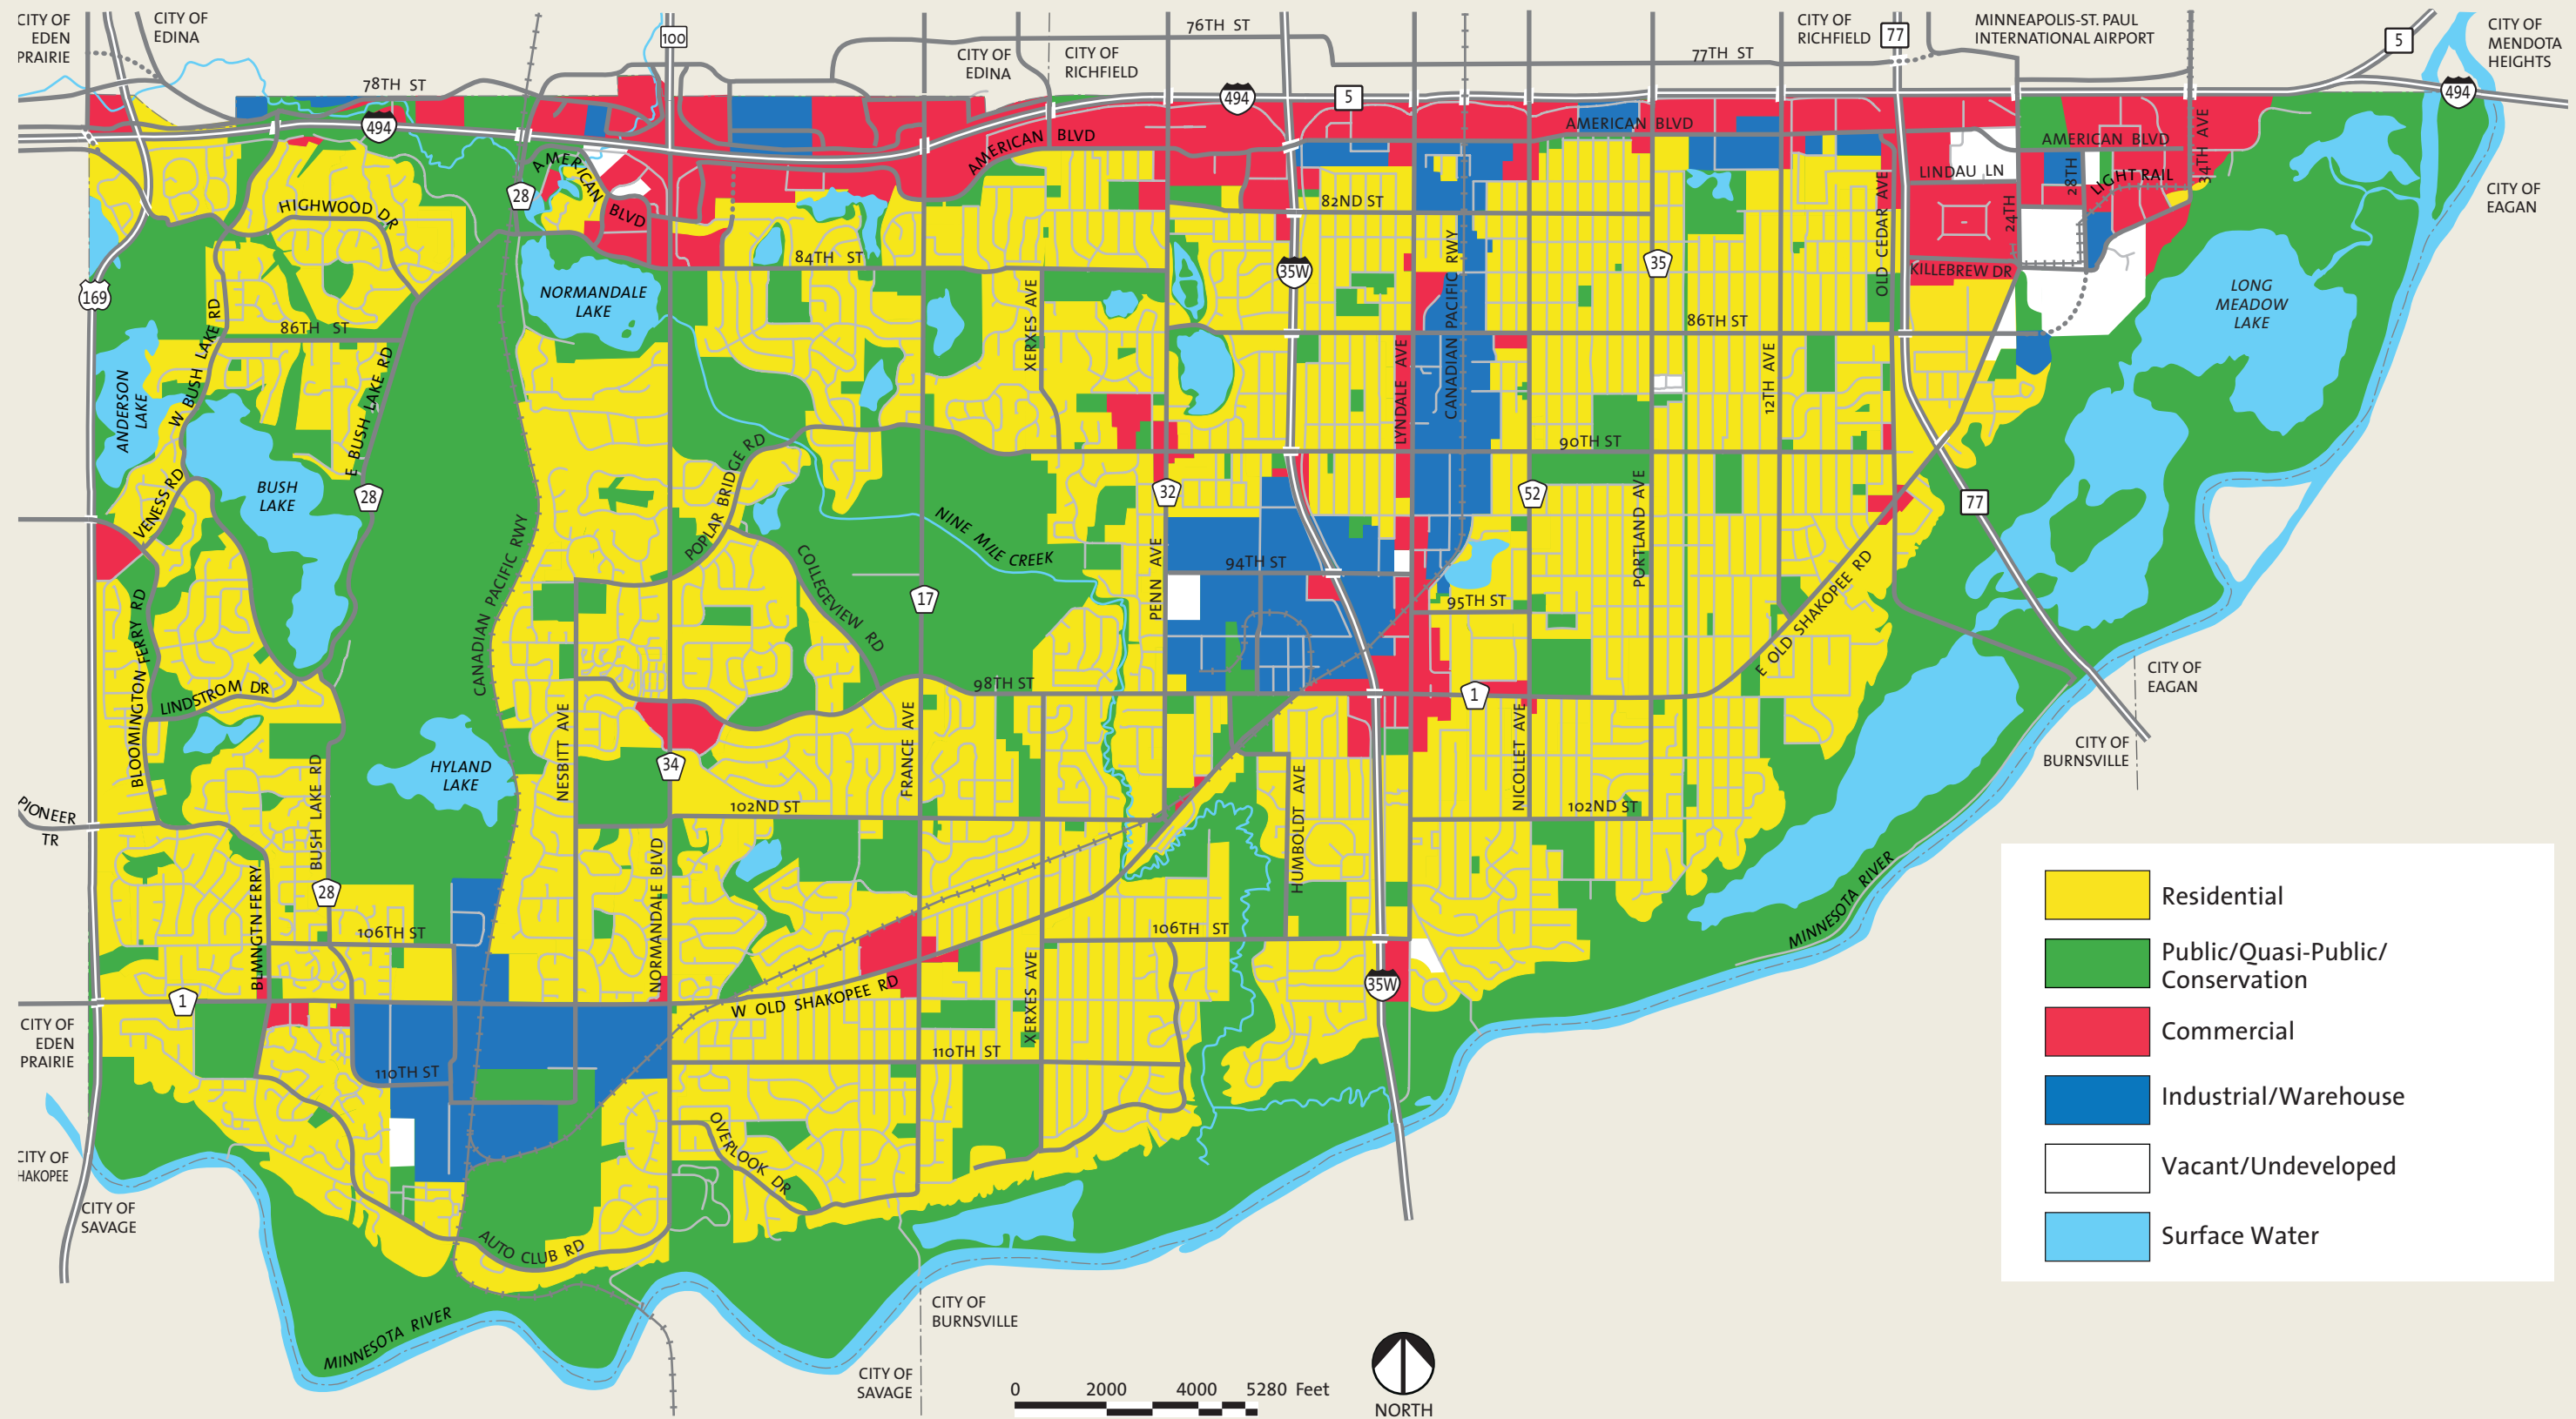 CITY OF
EDEN
PRAIRIE
CITY OF
EDINA
100
76TH ST
CITY OF
EDINA
CITY OF
RICHFIELD
77TH ST
CITY OF
RICHFIELD
77
MINNEAPOLIS-ST. PAUL
INTERNATIONAL AIRPORT
5
CITY OF
MENDOTA
HEIGHTS
78TH ST
494
494
5
494
AMERICAN BLVD
AMERICAN BLVD
AMERICAN BLVD
34TH AVE
AMERICAN
BLVD
28
LINDAU LN
28TH
LIGHT RAIL
CITY OF
EAGAN
HIGHWOOD DR
82ND ST
24TH
OLD CEDAR AVE
84TH ST
35W
35
KILLEBREW DR
169
NORMANDALE
LAKE
LONG
MEADOW
LAKE
86TH ST
W BUSH LAKE RD
E BUSH LAKE RD
XERXES AVE
CANADIAN PACIFIC RWY
86TH ST
LYNDALE AVE
12TH AVE
ANDERSON
LAKE
90TH ST
POPLAR BRIDGE RD
BUSH
LAKE
VENESS RD
28
32
52
PORTLAND AVE
77
NINE MILE CREEK
CANADIAN PACIFIC RWY
COLLEGEVIEW RD
PENN AVE
94TH ST
17
95TH ST
E OLD SHAKOPEE RD
BLOOMINGTON FERRY RD
LINDSTROM DR
98TH ST
1
CITY OF
EAGAN
NESBITT AVE
FRANCE AVE
NICOLLET AVE
CITY OF
BURNSVILLE
HYLAND
LAKE
34
BUSH LAKE RD
HUMBOLDT AVE
102ND ST
102ND ST
PIONEER
TR
BLMNGTN FERRY
28
NORMANDALE BLVD
MINNESOTA RIVER
106TH ST
106TH ST
XERXES AVE
35W
1
W OLD SHAKOPEE RD
CITY OF
EDEN
PRAIRIE
110TH ST
110TH ST
OVERLOOK DR
CITY OF
HAKOPEE
CITY OF
SAVAGE
AUTO CLUB RD
MINNESOTA RIVER
CITY OF
BURNSVILLE
CITY OF
SAVAGE
Residential
Public/Quasi-Public/
Conservation
Commercial
Industrial/Warehouse
Vacant/Undeveloped
Surface Water
0 2000 4000 5280 Feet
NORTH